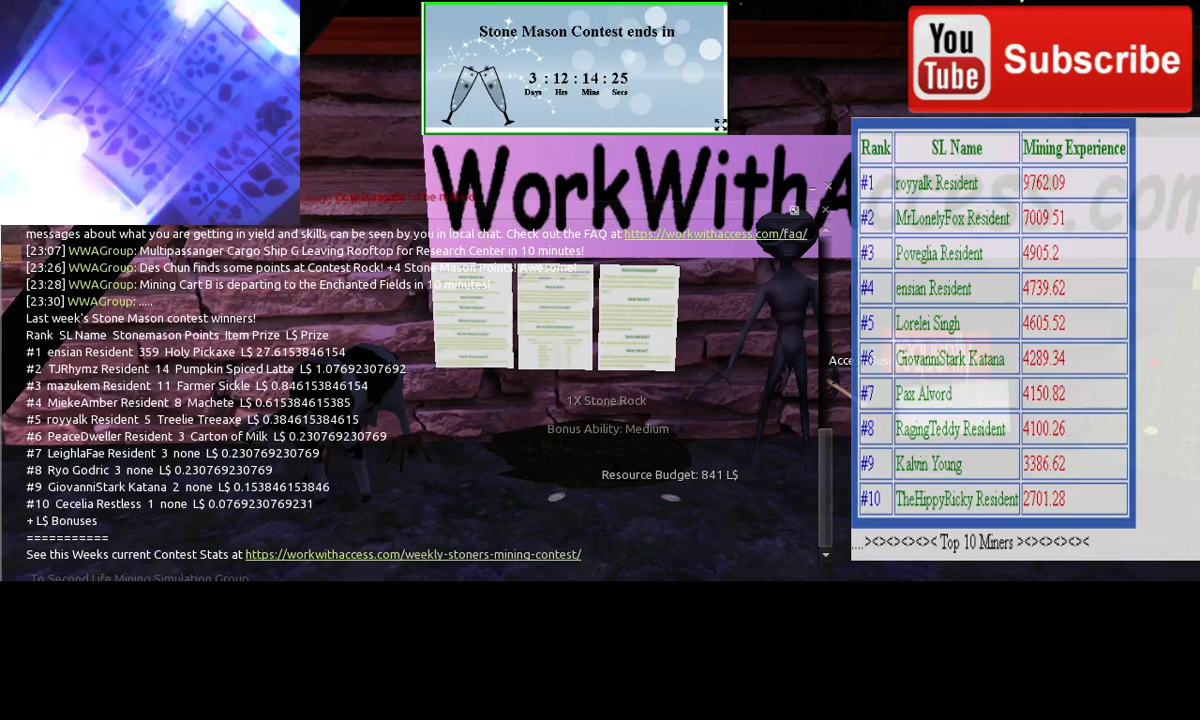 Stone Mason Contest ends in
3 : 12 : 14 : 25
Days Hrs Mins Secs
You Tube Subscribe
WorkWithA
messages about what you are getting in yield and skills can be seen by you in local chat. Check out the FAQ at https://workwithaccess.com/faq/
[23:07] WWAGroup: Multipassanger Cargo Ship G Leaving Rooftop for Research Center in 10 minutes!
[23:26] WWAGroup: Des Chun finds some points at Contest Rock! +4 Stone Mason Points! Awesome!
[23:28] WWAGroup: Mining Cart B is departing to the Enchanted Fields in 10 minutes!
[23:30] WWAGroup: .....
Last week's Stone Mason contest winners!
Rank SL Name Stonemason Points Item Prize L$ Prize
#1 ensian Resident 359 Holy Pickaxe L$ 27.6153846154
#2 TJRhymz Resident 14 Pumpkin Spiced Latte L$ 1.07692307692
#3 mazukem Resident 11 Farmer Sickle L$ 0.846153846154
#4 MiekeAmber Resident 8 Machete L$ 0.615384615385
#5 royyalk Resident 5 Treelie Treeaxe L$ 0.384615384615
#6 PeaceDweller Resident 3 Carton of Milk L$ 0.230769230769
#7 LeighlaFae Resident 3 none L$ 0.230769230769
#8 Ryo Godric 3 none L$ 0.230769230769
#9 GiovanniStark Katana 2 none L$ 0.153846153846
#10 Cecelia Restless 1 none L$ 0.0769230769231
+ L$ Bonuses
===========
See this Weeks current Contest Stats at https://workwithaccess.com/weekly-stoners-mining-contest/
To Second Life Mining Simulation Group
1X Stone Rock
Bonus Ability: Medium
Resource Budget: 841 L$
Rank SL Name Mining Experience
#1 royyalk Resident 9762.09
#2 MrLonelyFox Resident 7009.51
#3 Poveglia Resident 4905.2
#4 ensian Resident 4739.62
#5 Lorelei Singh 4605.52
#6 GiovanniStark Katana 4289.34
#7 Pax Alvord 4150.82
#8 RagingTeddy Resident 4100.26
#9 Kalvin Young 3386.62
#10 TheHippyRicky Resident 2701.28
....><><><><>< Top 10 Miners ><><><><><